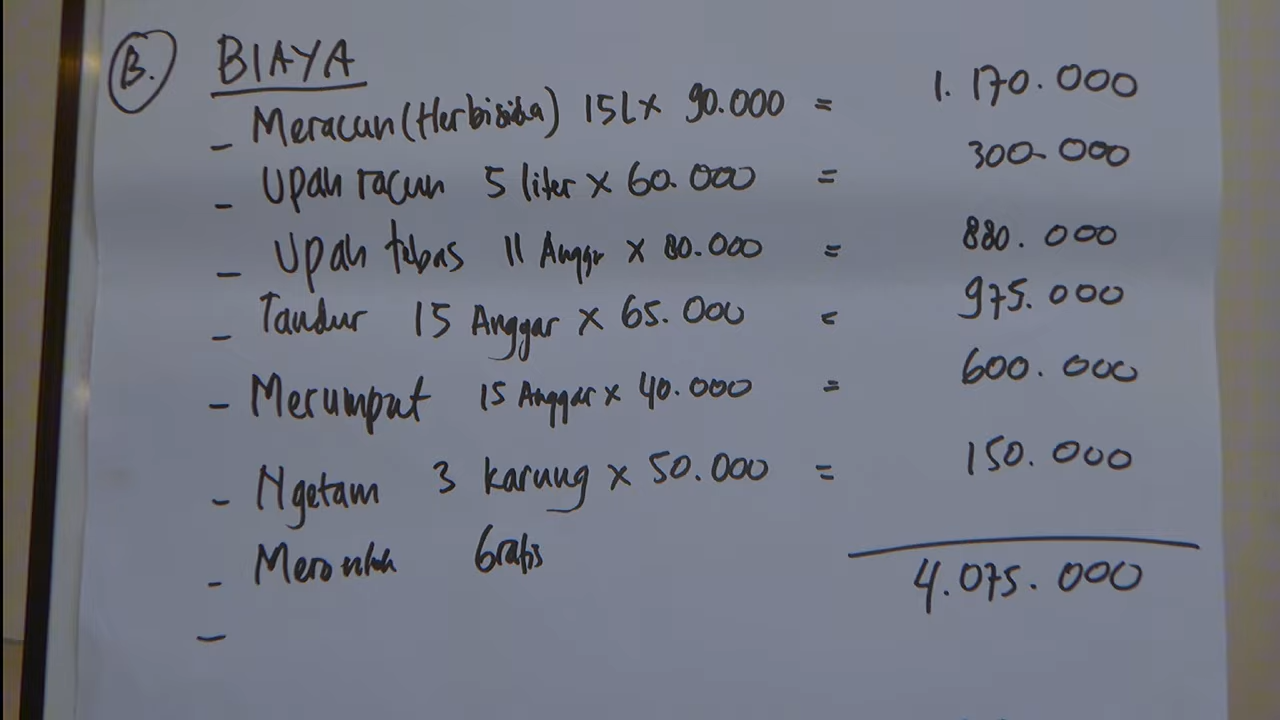 B. BIAYA
- Meracun (Herbisida) 15L x 90.000 = 1.170.000
- Upah racun 5 liter x 60.000 = 300.000
- Upah tebas 11 Anggr x 80.000 = 880.000
- Tandur 15 Anggar x 65.000 = 975.000
- Merumput 15 Anggar x 40.000 = 600.000
- Ngetam 3 karung x 50.000 = 150.000
- Merontok Gratis
4.075.000
-